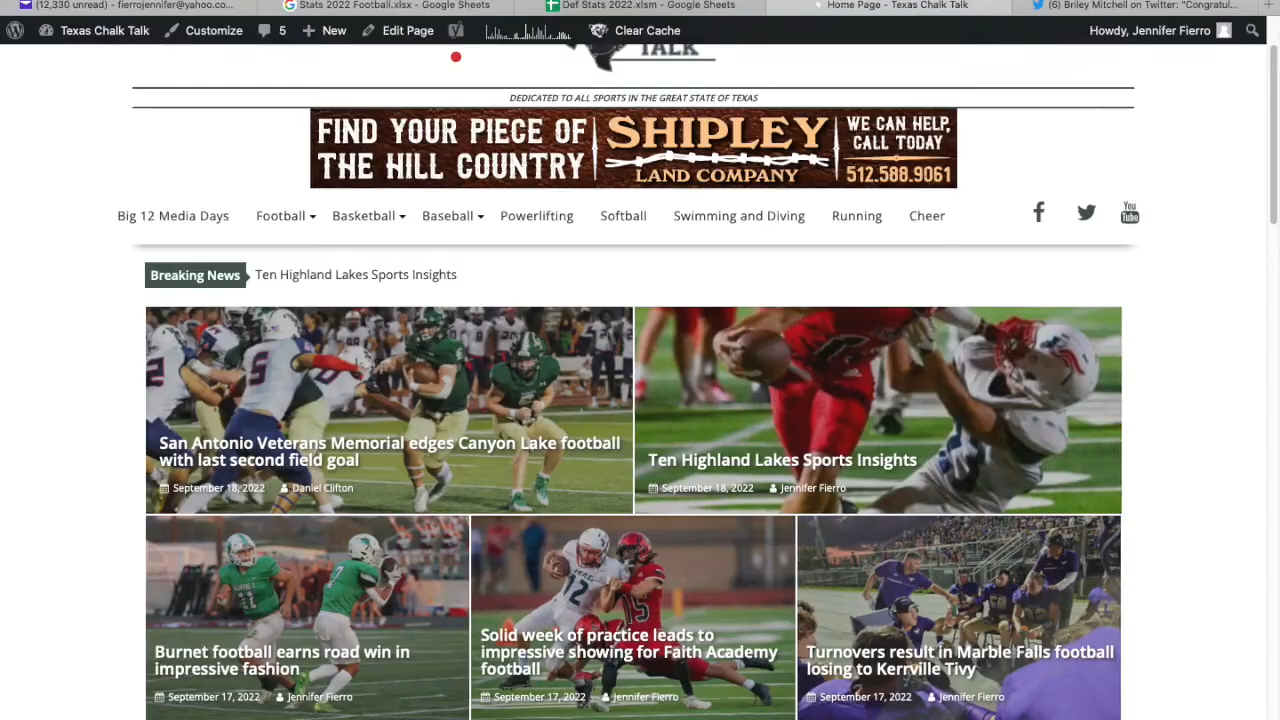 (12,330 unread) - fierrojennifer@yahoo.co...
Stats 2022 Football.xlsx - Google Sheets
Def Stats 2022.xlsm - Google Sheets
Home Page - Texas Chalk Talk
(6) Briley Mitchell on Twitter: "Congratul...
Texas Chalk Talk
Customize
5
New
Edit Page
Clear Cache
Howdy, Jennifer Fierro
TALK
DEDICATED TO ALL SPORTS IN THE GREAT STATE OF TEXAS
FIND YOUR PIECE OF
THE HILL COUNTRY
SHIPLEY
LAND COMPANY
WE CAN HELP,
CALL TODAY
512.588.9061
Big 12 Media Days
Football
Basketball
Baseball
Powerlifting
Softball
Swimming and Diving
Running
Cheer
You
Tube
Breaking News
Ten Highland Lakes Sports Insights
San Antonio Veterans Memorial edges Canyon Lake football
with last second field goal
September 18, 2022
Daniel Clifton
Ten Highland Lakes Sports Insights
September 18, 2022
Jennifer Fierro
Burnet football earns road win in
impressive fashion
September 17, 2022
Jennifer Fierro
Solid week of practice leads to
impressive showing for Faith Academy
football
September 17, 2022
Jennifer Fierro
Turnovers result in Marble Falls football
losing to Kerrville Tivy
September 17, 2022
Jennifer Fierro